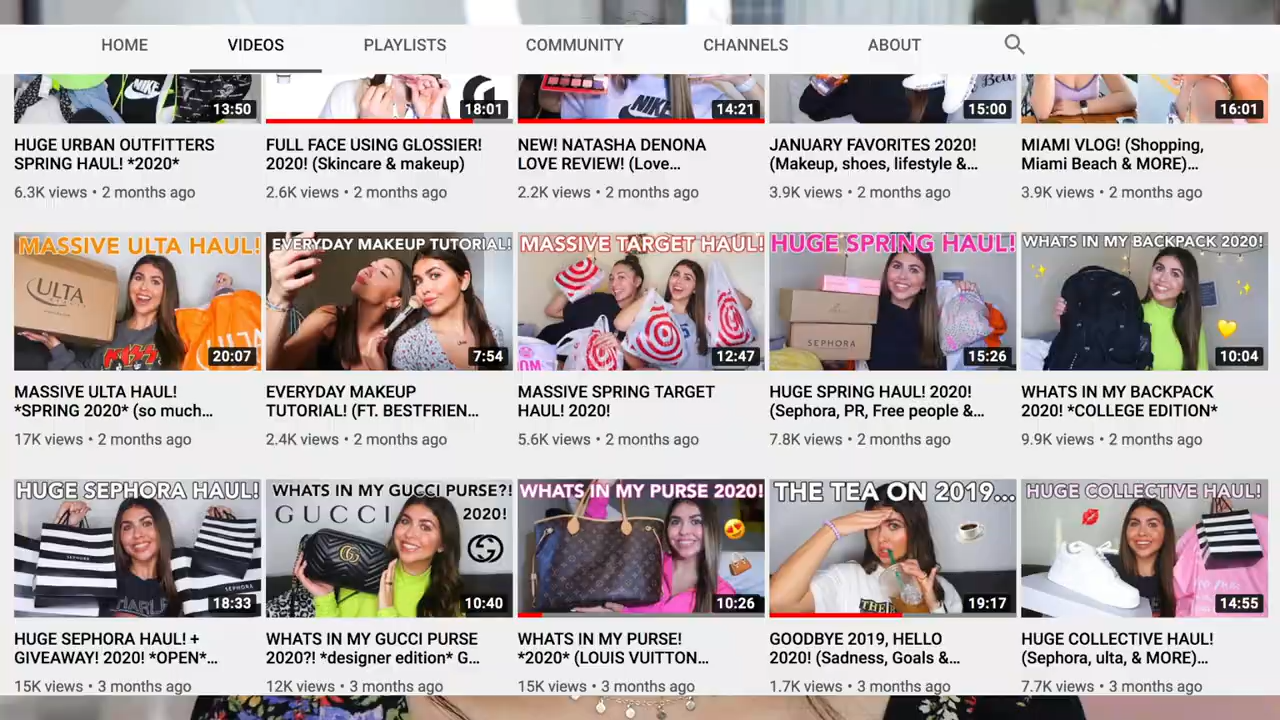 HOME VIDEOS PLAYLISTS COMMUNITY CHANNELS ABOUT
NIKE
NIKE
Bell
13:50
18:01
14:21
15:00
16:01
HUGE URBAN OUTFITTERS
SPRING HAUL! *2020*
6.3K views • 2 months ago
FULL FACE USING GLOSSIER!
2020! (Skincare & makeup)
2.6K views • 2 months ago
NEW! NATASHA DENONA
LOVE REVIEW! (Love...
2.2K views • 2 months ago
JANUARY FAVORITES 2020!
(Makeup, shoes, lifestyle &...
3.9K views • 2 months ago
MIAMI VLOG! (Shopping,
Miami Beach & MORE)...
3.9K views • 2 months ago
MASSIVE ULTA HAUL!
ULTA
20:07
MASSIVE ULTA HAUL!
*SPRING 2020* (so much...
17K views • 2 months ago
EVERYDAY MAKEUP TUTORIAL!
7:54
EVERYDAY MAKEUP
TUTORIAL! (FT. BESTFRIEN...
2.4K views • 2 months ago
MASSIVE TARGET HAUL!
12:47
MASSIVE SPRING TARGET
HAUL! 2020!
5.6K views • 2 months ago
HUGE SPRING HAUL!
SEPHORA
15:26
HUGE SPRING HAUL! 2020!
(Sephora, PR, Free people &...
7.8K views • 2 months ago
WHATS IN MY BACKPACK 2020!
10:04
WHATS IN MY BACKPACK
2020! *COLLEGE EDITION*
9.9K views • 2 months ago
HUGE SEPHORA HAUL!
SEPHORA
SEPHORA
18:33
HUGE SEPHORA HAUL! +
GIVEAWAY! 2020! *OPEN*...
15K views • 3 months ago
WHATS IN MY GUCCI PURSE?!
GUCCI
2020!
10:40
WHATS IN MY GUCCI PURSE
2020?! *designer edition* G...
12K views • 3 months ago
WHATS IN MY PURSE 2020!
10:26
WHATS IN MY PURSE!
*2020* (LOUIS VUITTON...
15K views • 3 months ago
THE TEA ON 2019...
THE
19:17
GOODBYE 2019, HELLO
2020! (Sadness, Goals &...
1.7K views • 3 months ago
HUGE COLLECTIVE HAUL!
14:55
HUGE COLLECTIVE HAUL!
(Sephora, ulta, & MORE)...
7.7K views • 3 months ago